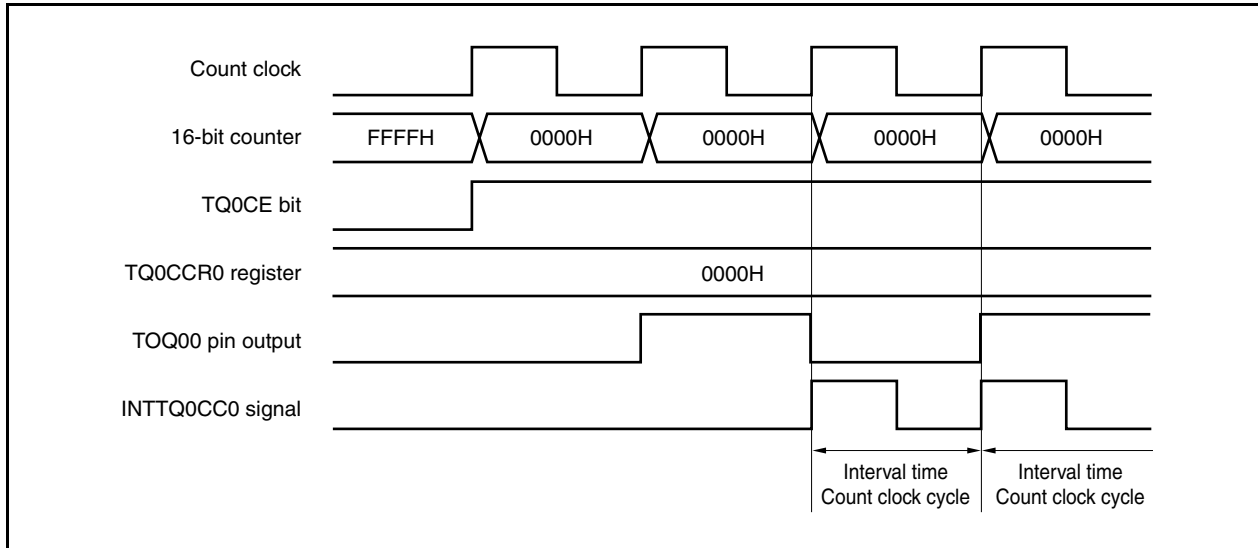 Count clock
16-bit counter FFFFH 0000H 0000H 0000H 0000H
TQ0CE bit
TQ0CCR0 register 0000H
TOQ00 pin output
INTTQ0CC0 signal
Interval time Interval time
Count clock cycle Count clock cycle